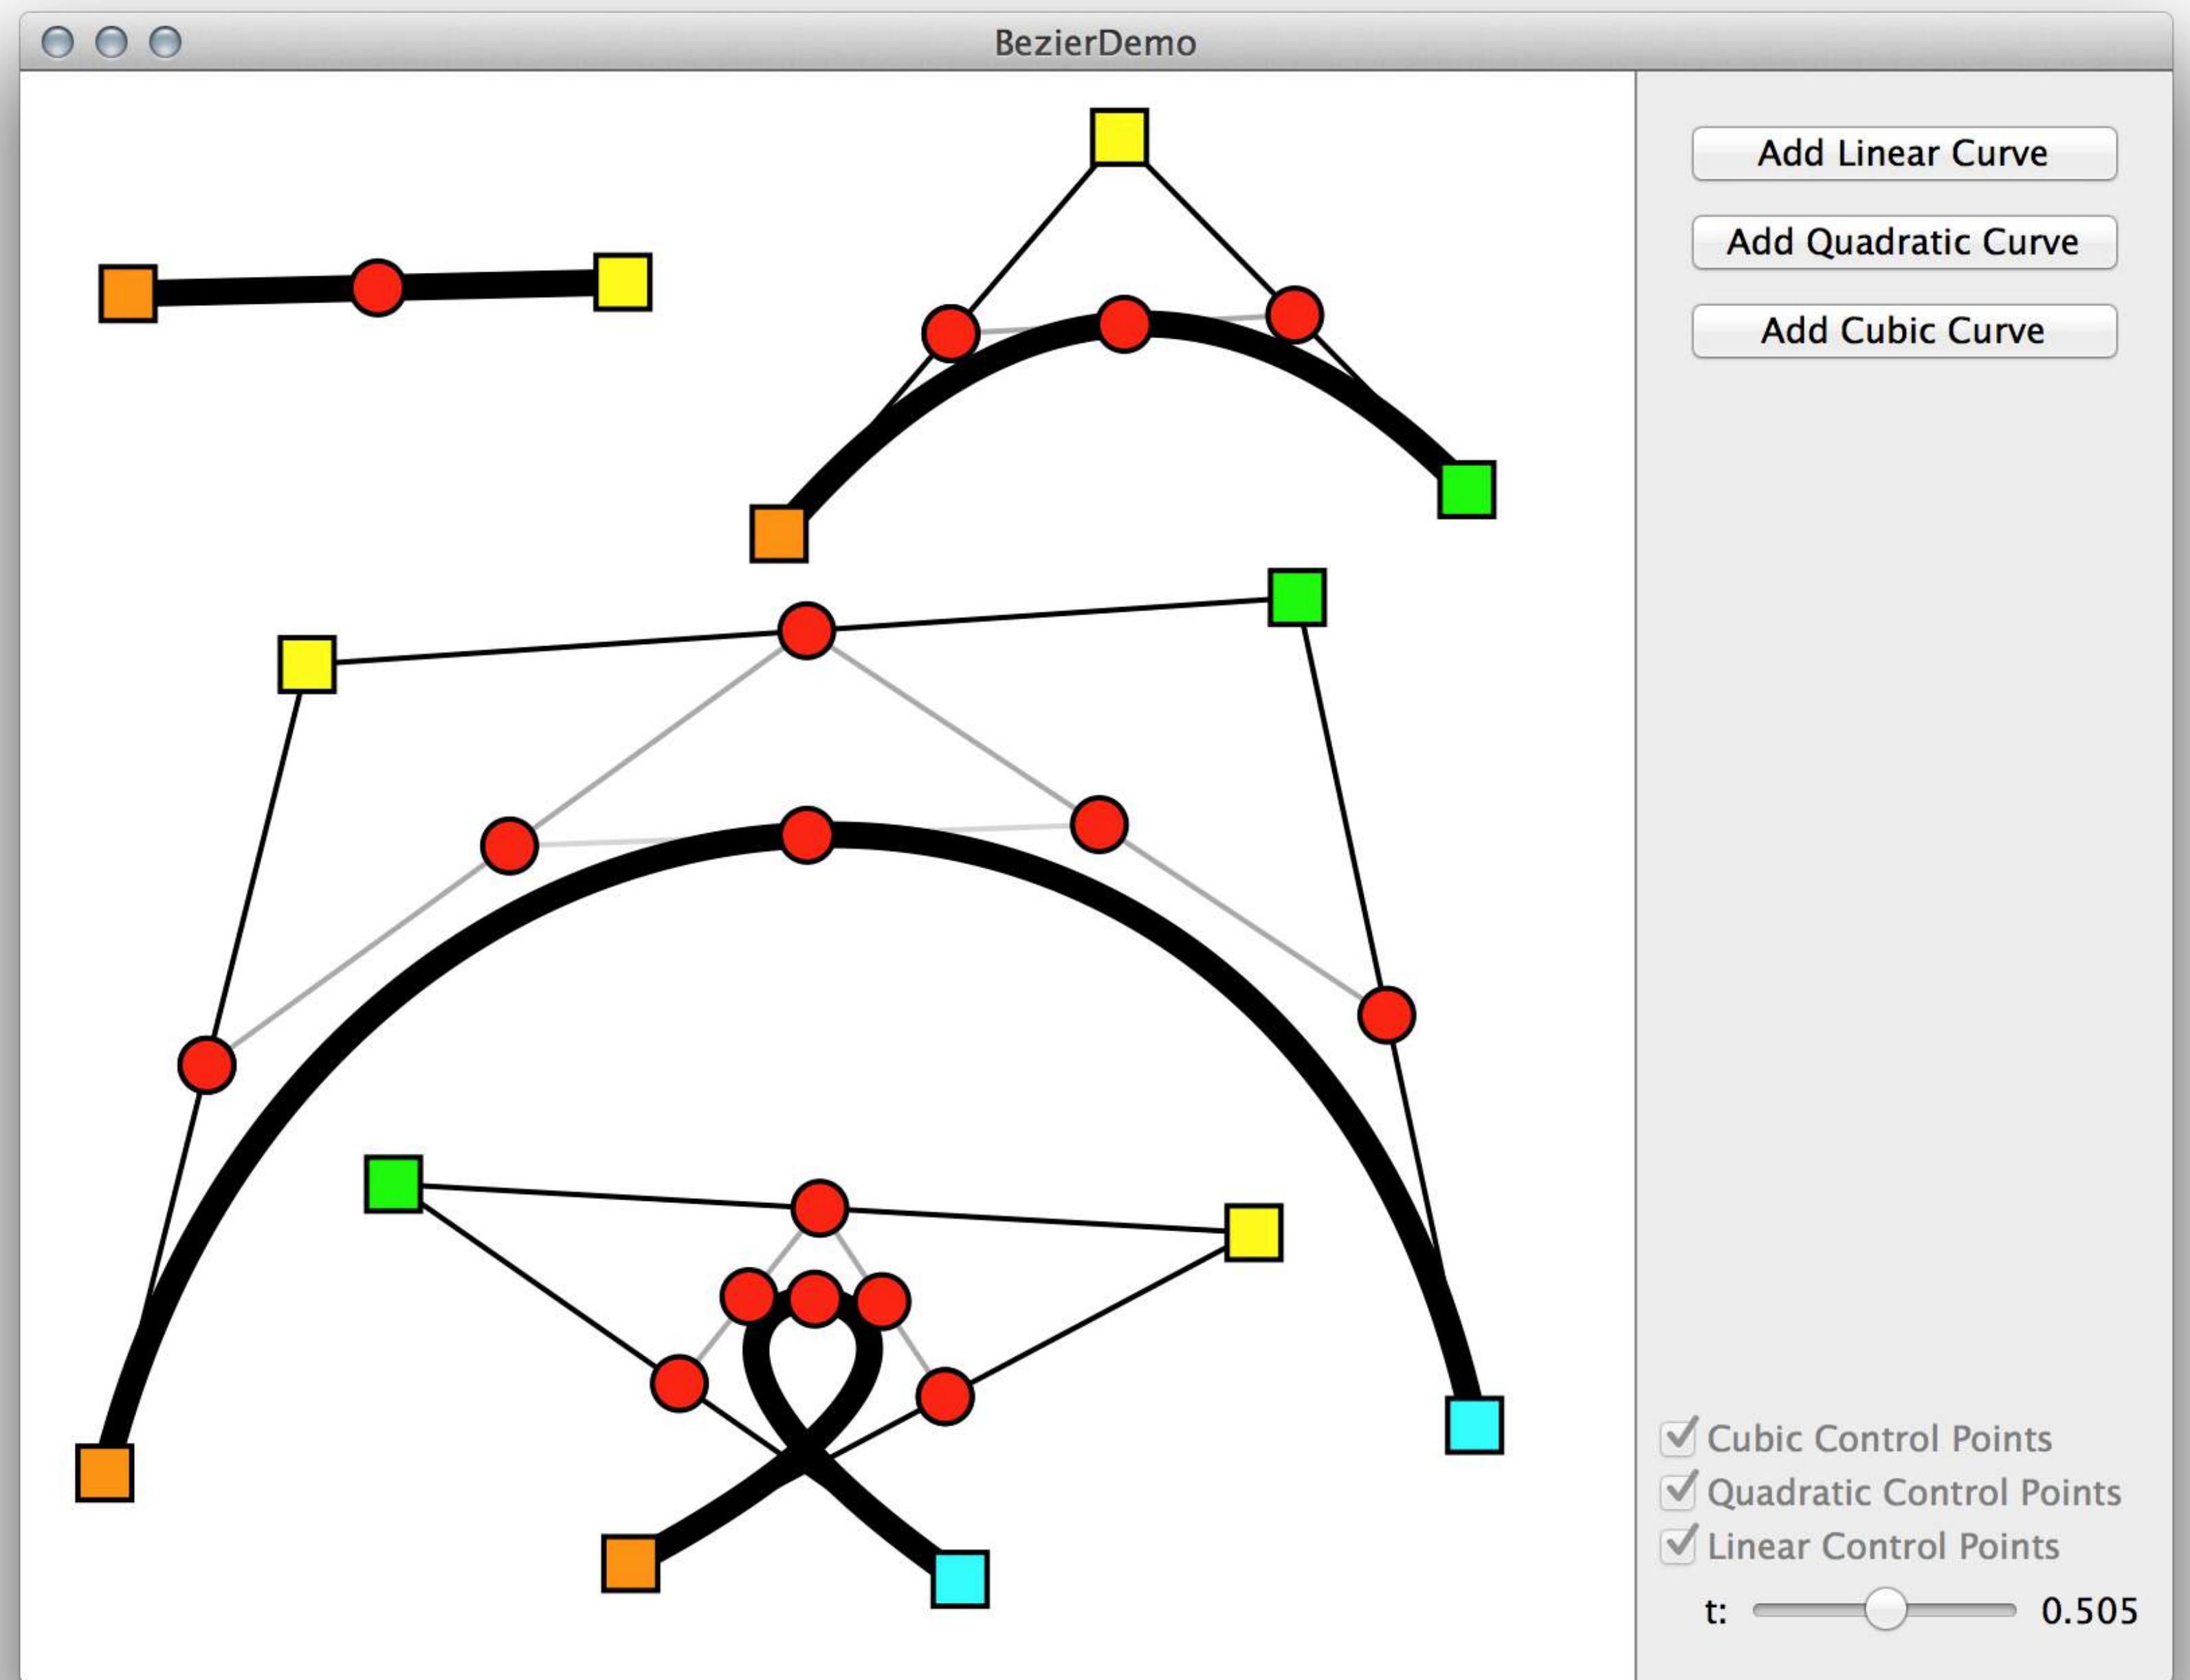 BezierDemo
Add Linear Curve
Add Quadratic Curve
Add Cubic Curve
Cubic Control Points
Quadratic Control Points
Linear Control Points
t: 0.505